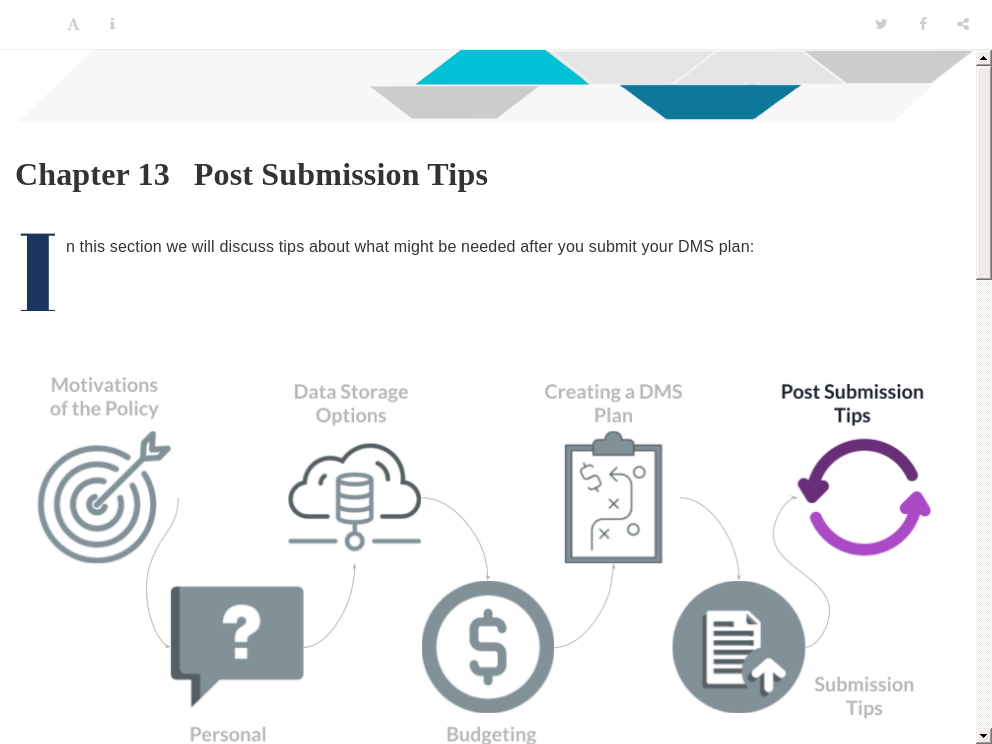 Chapter 13 Post Submission Tips
In this section we will discuss tips about what might be needed after you submit your DMS plan:
Motivations
of the Policy
Data Storage
Options
Creating a DMS
Plan
Post Submission
Tips
Submission
Tips
Personal
Budgeting